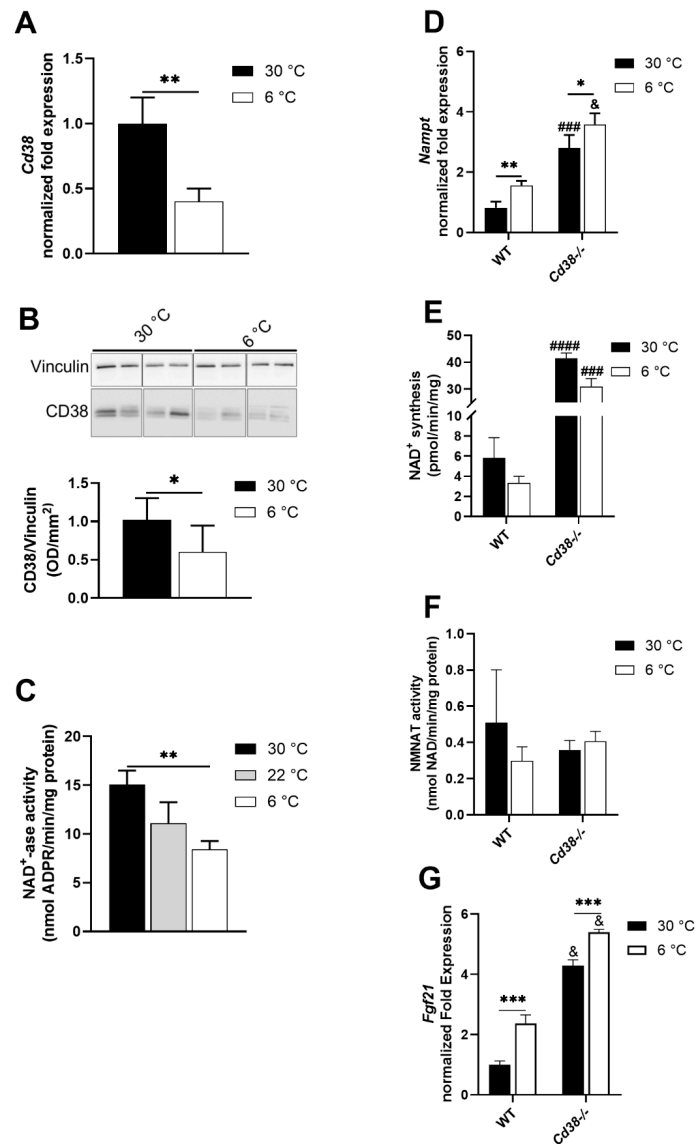 A
Cd38
normalized fold expression
1.5
1.0
0.5
0.0
**
30 °C
6 °C
B
30 °C
6 °C
Vinculin
CD38
CD38/Vinculin
(OD/mm²)
1.5
1.0
0.5
0.0
*
30 °C
6 °C
C
NAD⁺-ase activity
(nmol ADPR/min/mg protein)
20
15
10
5
0
**
30 °C
22 °C
6 °C
D
Nampt
normalized fold expression
6
4
2
0
**
###
*
&
WT
Cd38-/-
30 °C
6 °C
E
NAD⁺ synthesis
(pmol/min/mg)
50
40
30
10
8
6
4
2
0
####
###
WT
Cd38-/-
30 °C
6 °C
F
NMNAT activity
(nmol NAD/min/mg protein)
1.0
0.8
0.6
0.4
0.2
0.0
WT
Cd38-/-
30 °C
6 °C
G
Fgf21
normalized Fold Expression
6
4
2
0
***
&
***
&
WT
Cd38-/-
30 °C
6 °C